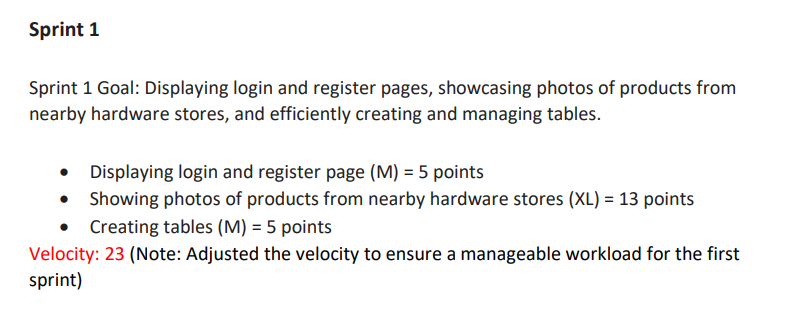 Sprint 1
Sprint 1 Goal: Displaying login and register pages, showcasing photos of products from
nearby hardware stores, and efficiently creating and managing tables.
• Displaying login and register page (M) = 5 points
• Showing photos of products from nearby hardware stores (XL) = 13 points
• Creating tables (M) = 5 points
Velocity: 23 (Note: Adjusted the velocity to ensure a manageable workload for the first
sprint)